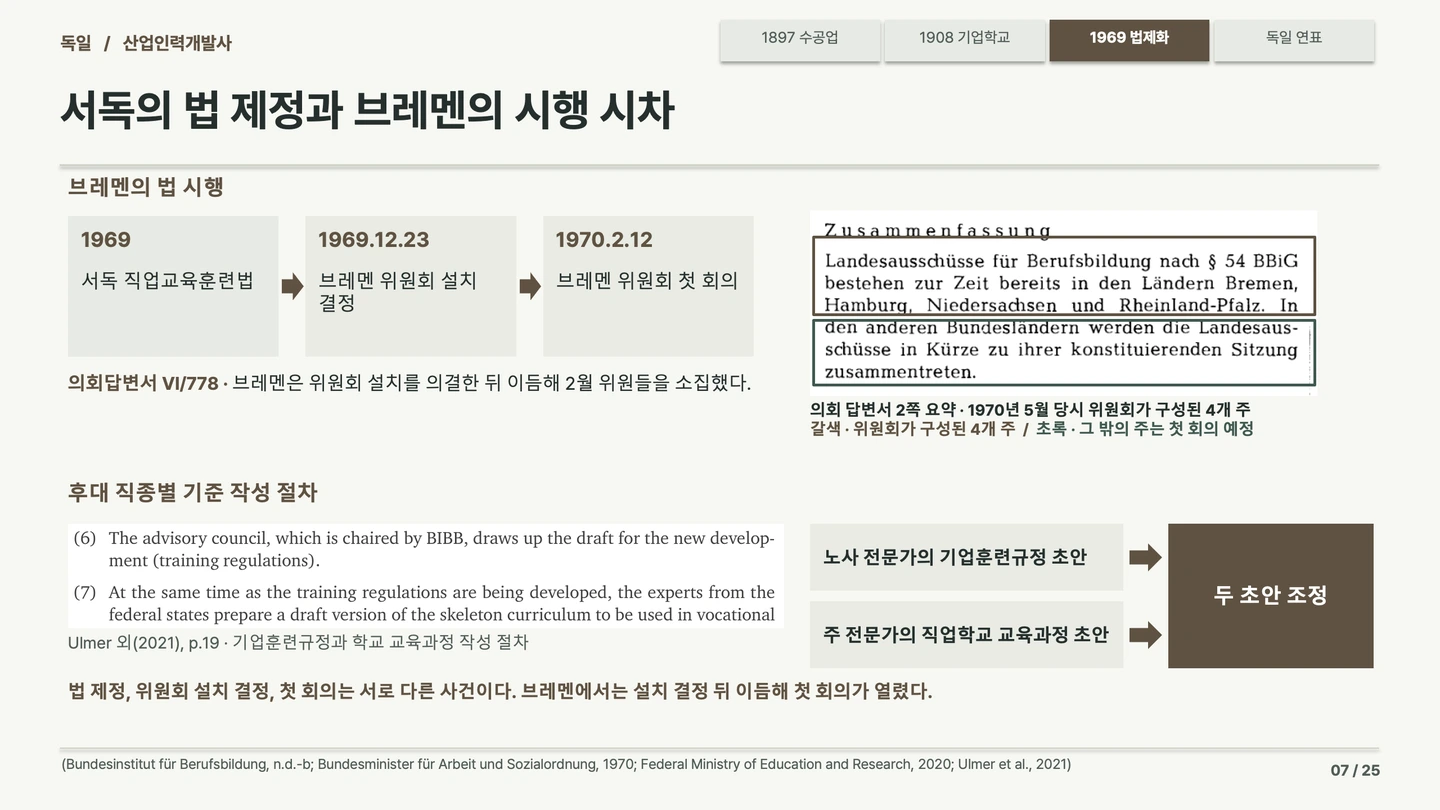 독일 / 산업인력개발사
1897 수공업
1908 기업학교
1969 법제화
독일 연표
서독의 법 제정과 브레멘의 시행 시차
브레멘의 법 시행
1969
서독 직업교육훈련법
1969.12.23
브레멘 위원회 설치
결정
1970.2.12
브레멘 위원회 첫 회의
의회답변서 VI/778 · 브레멘은 위원회 설치를 의결한 뒤 이듬해 2월 위원들을 소집했다.
Zusammenfassung
Landesausschüsse für Berufsbildung nach § 54 BBiG
bestehen zur Zeit bereits in den Ländern Bremen,
Hamburg, Niedersachsen und Rheinland-Pfalz. In
den anderen Bundesländern werden die Landesaus-
schüsse in Kürze zu ihrer konstituierenden Sitzung
zusammentreten.
의회 답변서 2쪽 요약 · 1970년 5월 당시 위원회가 구성된 4개 주
갈색 · 위원회가 구성된 4개 주 / 초록 · 그 밖의 주는 첫 회의 예정
후대 직종별 기준 작성 절차
(6) The advisory council, which is chaired by BIBB, draws up the draft for the new develop-
ment (training regulations).
(7) At the same time as the training regulations are being developed, the experts from the
federal states prepare a draft version of the skeleton curriculum to be used in vocational
Ulmer 외(2021), p.19 · 기업훈련규정과 학교 교육과정 작성 절차
노사 전문가의 기업훈련규정 초안
주 전문가의 직업학교 교육과정 초안
두 초안 조정
법 제정, 위원회 설치 결정, 첫 회의는 서로 다른 사건이다. 브레멘에서는 설치 결정 뒤 이듬해 첫 회의가 열렸다.
(Bundesinstitut für Berufsbildung, n.d.-b; Bundesminister für Arbeit und Sozialordnung, 1970; Federal Ministry of Education and Research, 2020; Ulmer et al., 2021)
07 / 25